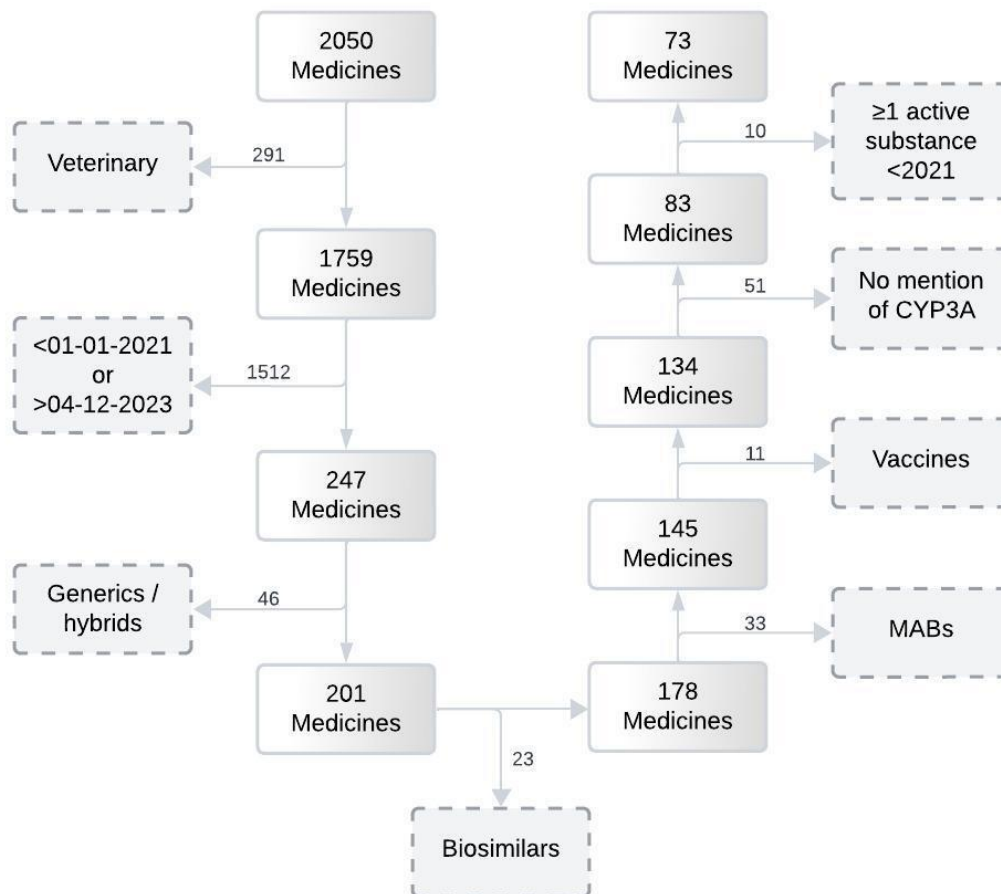 2050
Medicines
291
Veterinary
1759
Medicines
<01-01-2021
or
>04-12-2023
1512
247
Medicines
Generics /
hybrids
46
201
Medicines
23
Biosimilars
178
Medicines
33
MABs
145
Medicines
11
Vaccines
134
Medicines
51
No mention
of CYP3A
83
Medicines
10
≥1 active
substance
<2021
73
Medicines